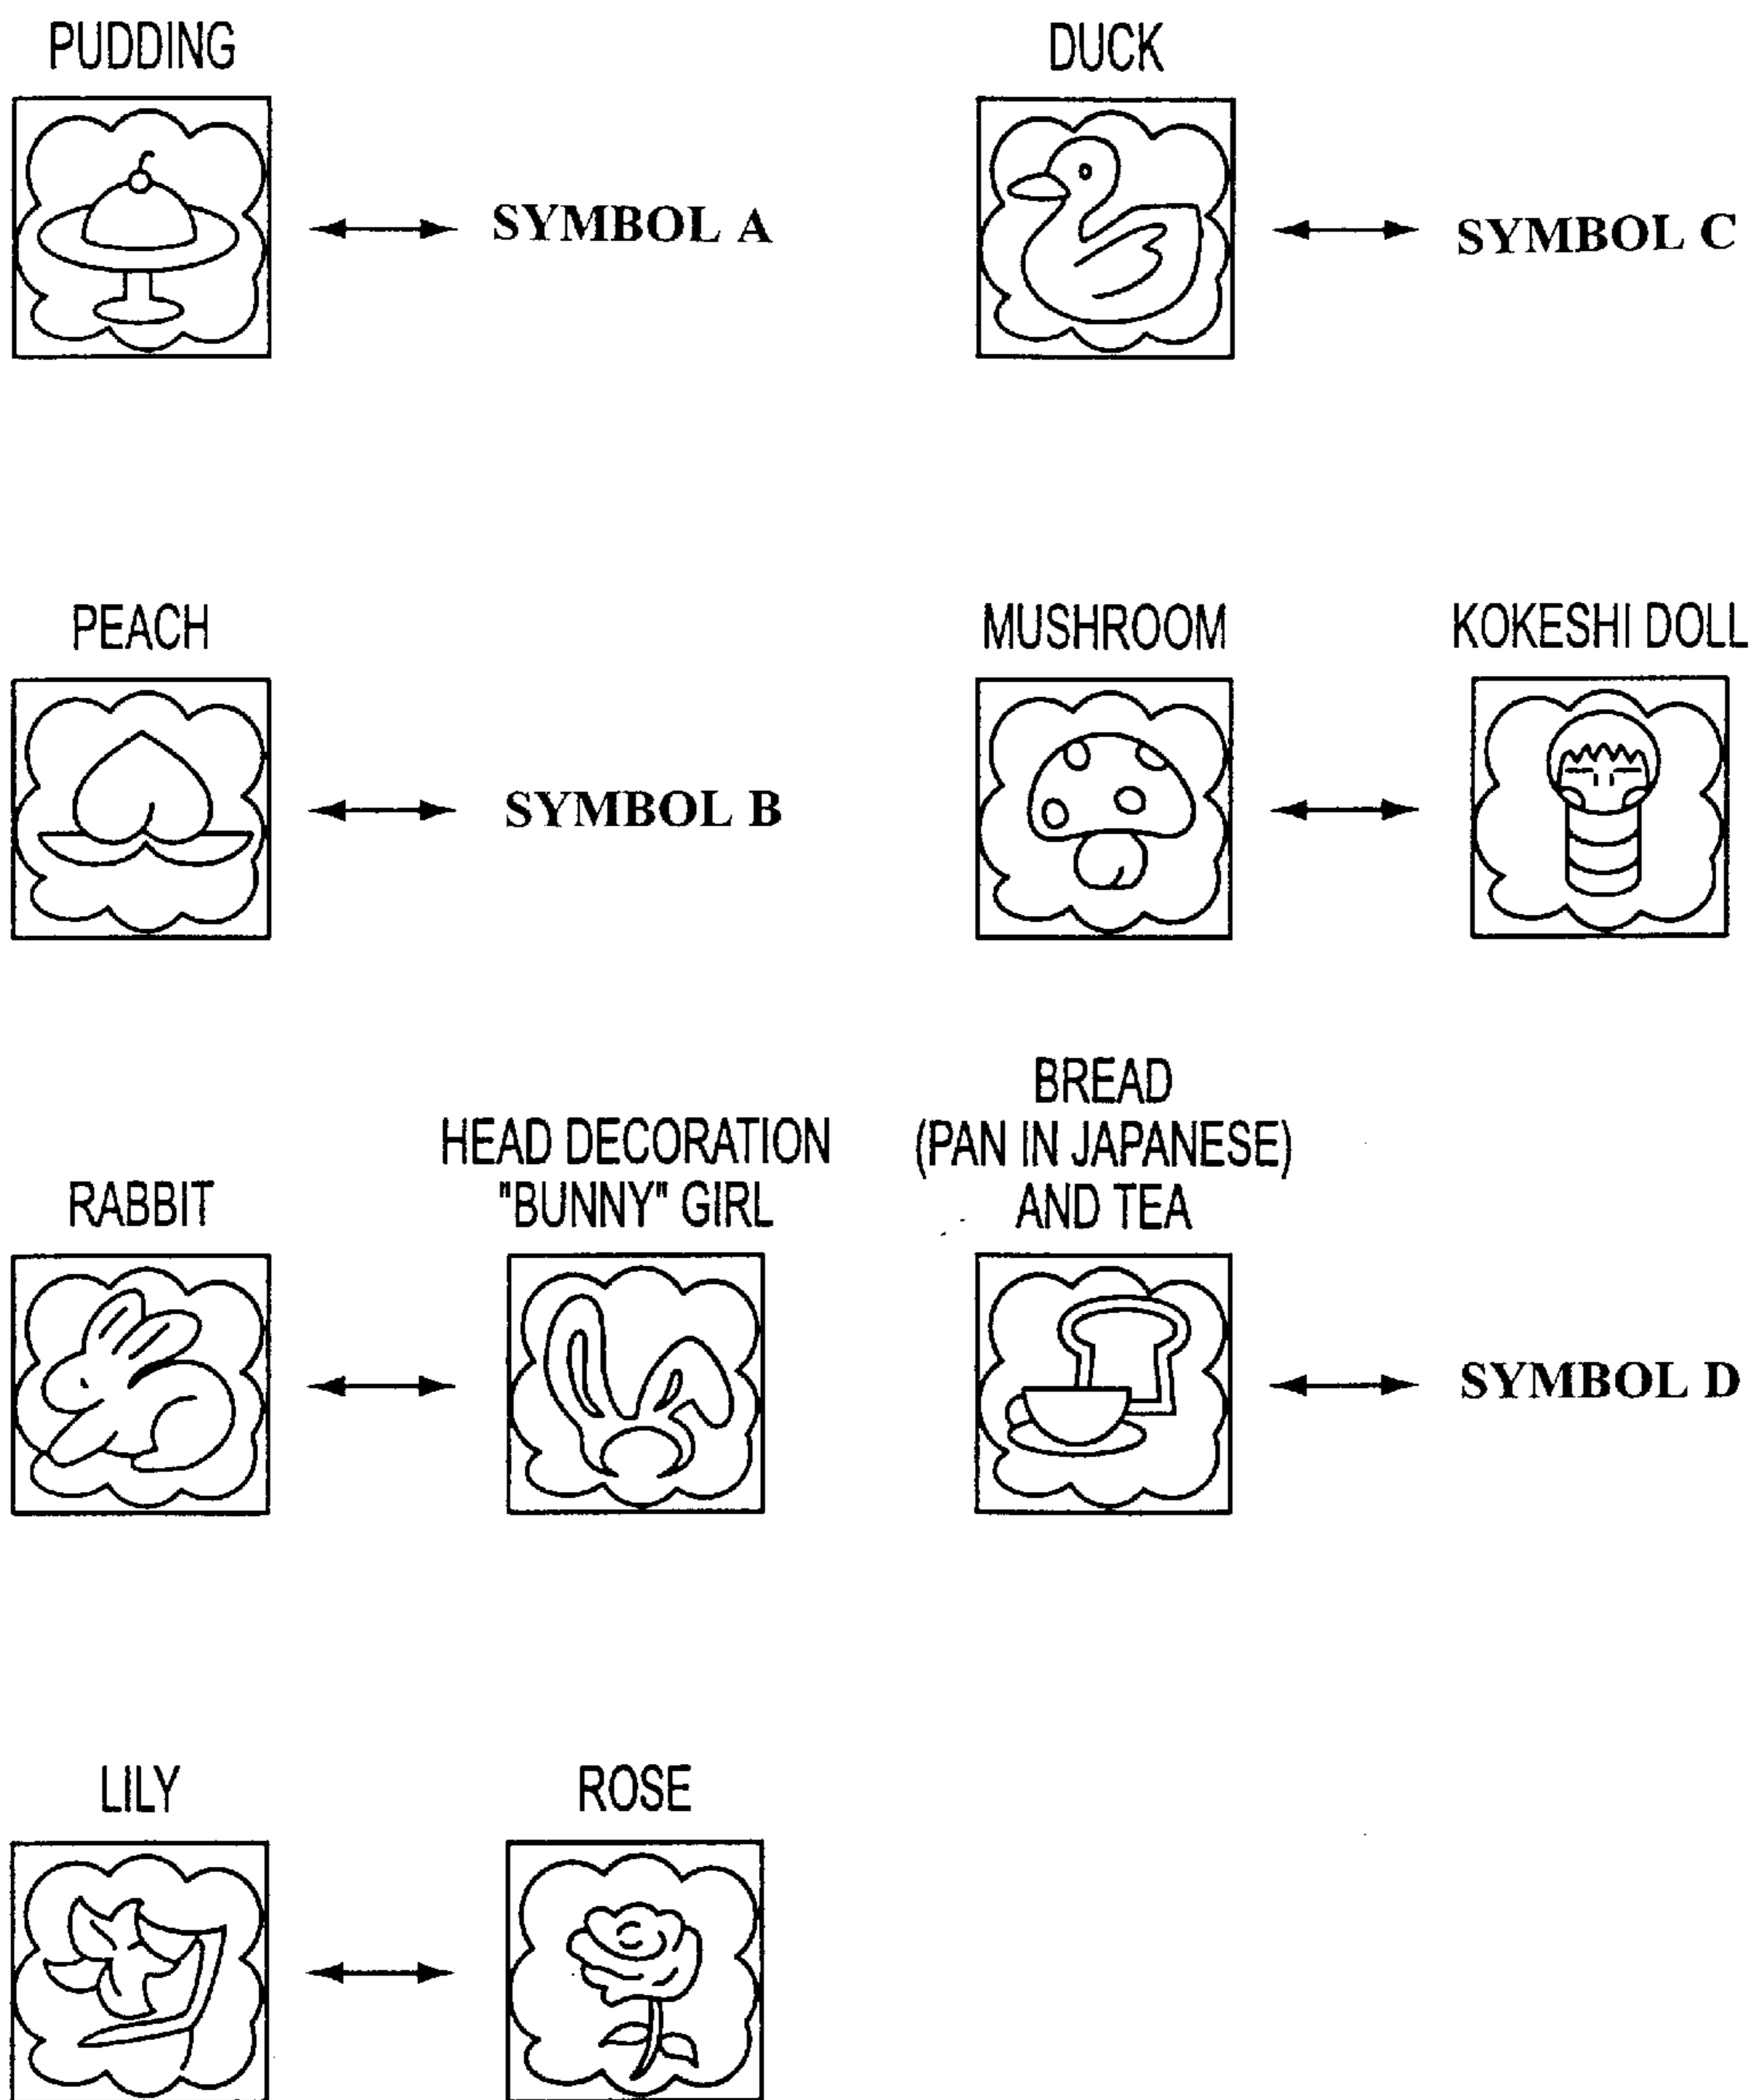 PUDDING
SYMBOL A
DUCK
SYMBOL C
PEACH
SYMBOL B
MUSHROOM
KOKESHI DOLL
RABBIT
HEAD DECORATION
"BUNNY" GIRL
BREAD
(PAN IN JAPANESE)
AND TEA
SYMBOL D
LILY
ROSE